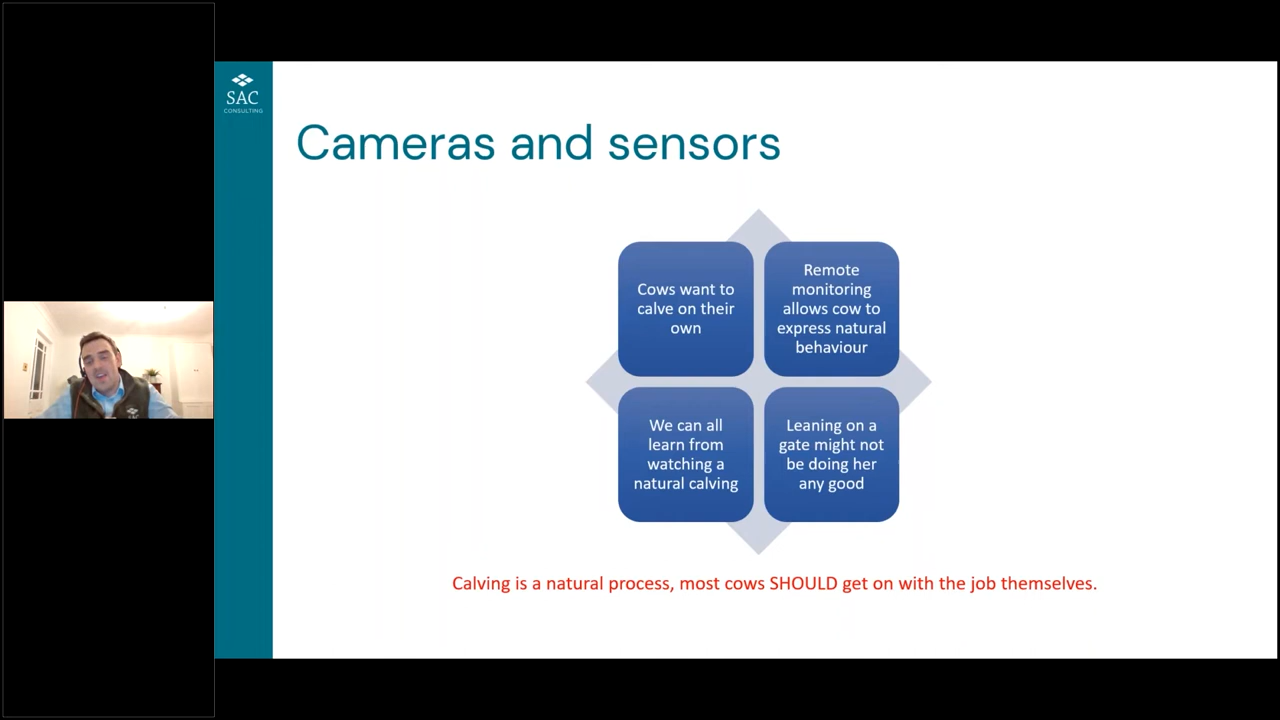 SAC
CONSULTING
Cameras and sensors
Cows want to
calve on their
own
Remote
monitoring
allows cow to
express natural
behaviour
We can all
learn from
watching a
natural calving
Leaning on a
gate might not
be doing her
any good
Calving is a natural process, most cows SHOULD get on with the job themselves.